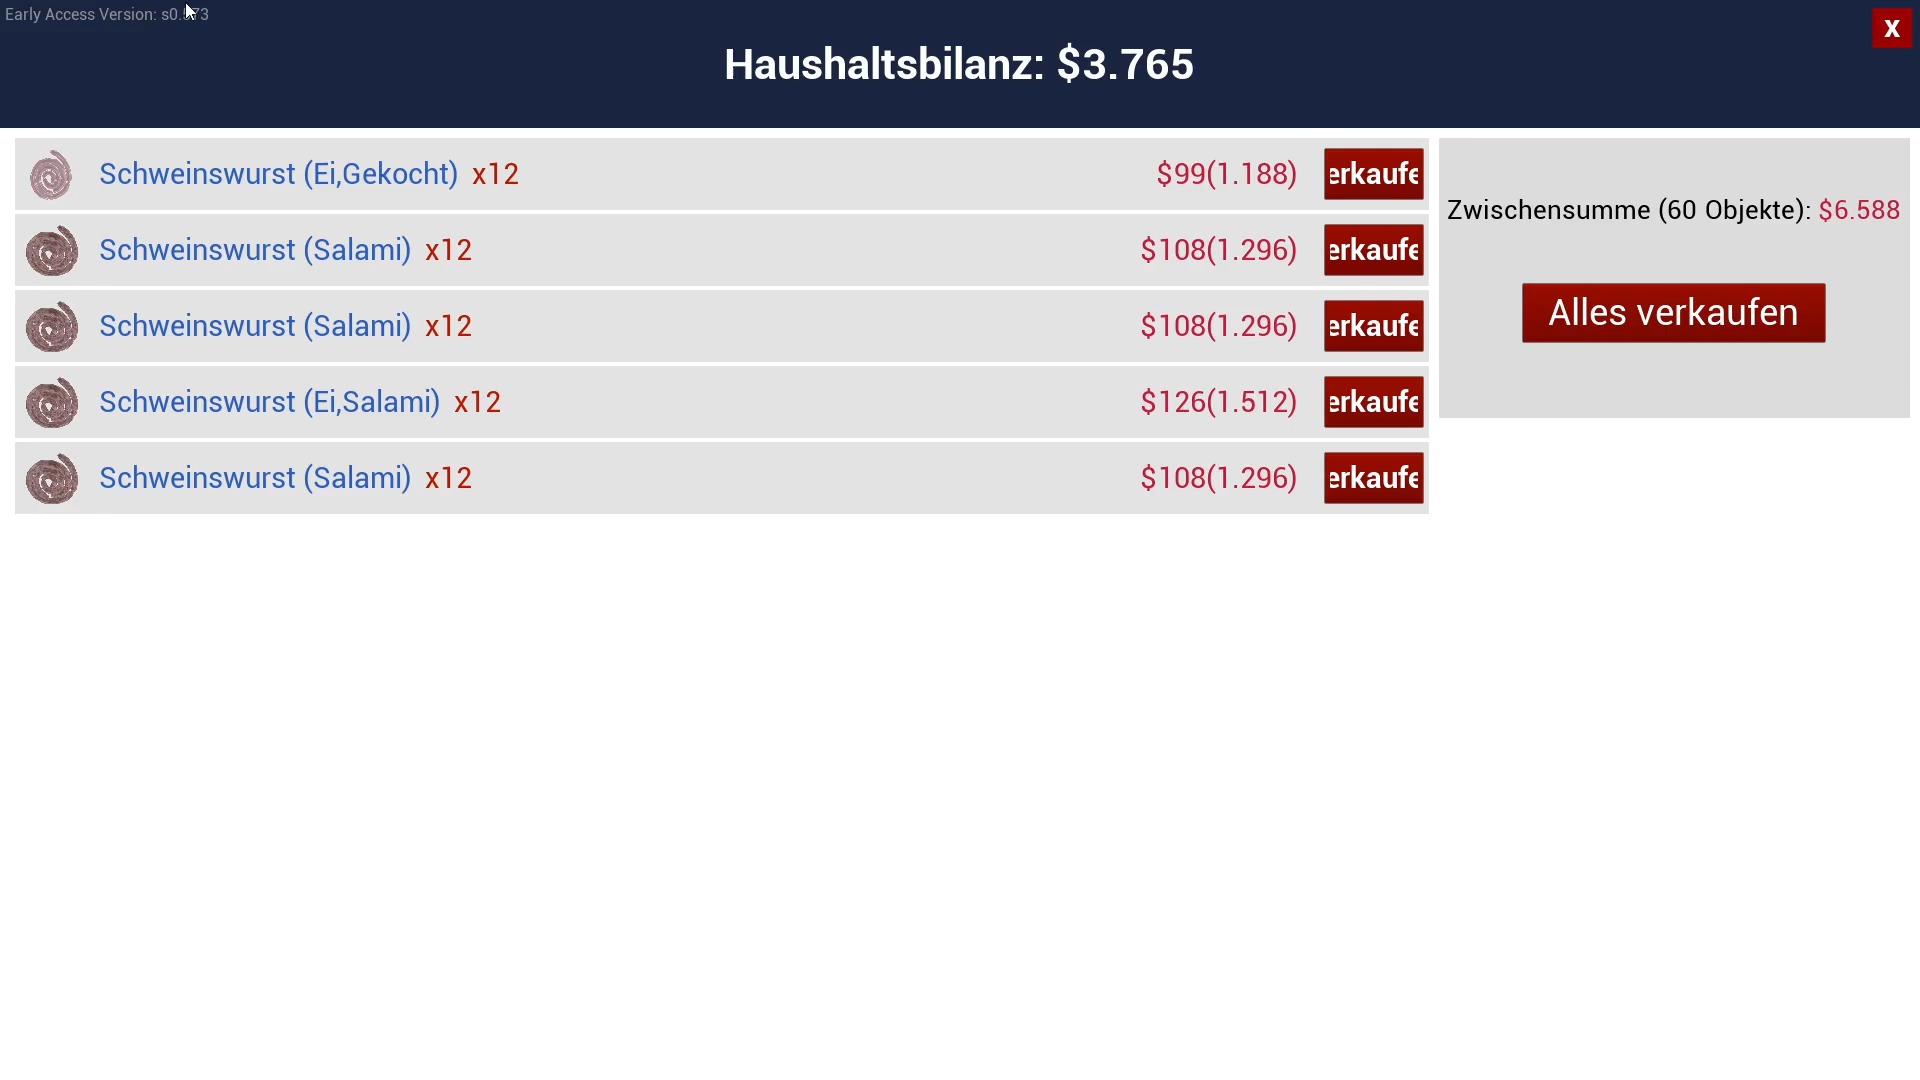 Early Access Version:
X
Haushaltsbilanz: $3.765
Schweinswurst (Ei,Gekocht) x12 $99(1.188) erkaufe
Schweinswurst (Salami) x12 $108(1.296) erkaufe
Schweinswurst (Salami) x12 $108(1.296) erkaufe
Schweinswurst (Ei,Salami) x12 $126(1.512) erkaufe
Schweinswurst (Salami) x12 $108(1.296) erkaufe
Zwischensumme (60 Objekte): $6.588
Alles verkaufen